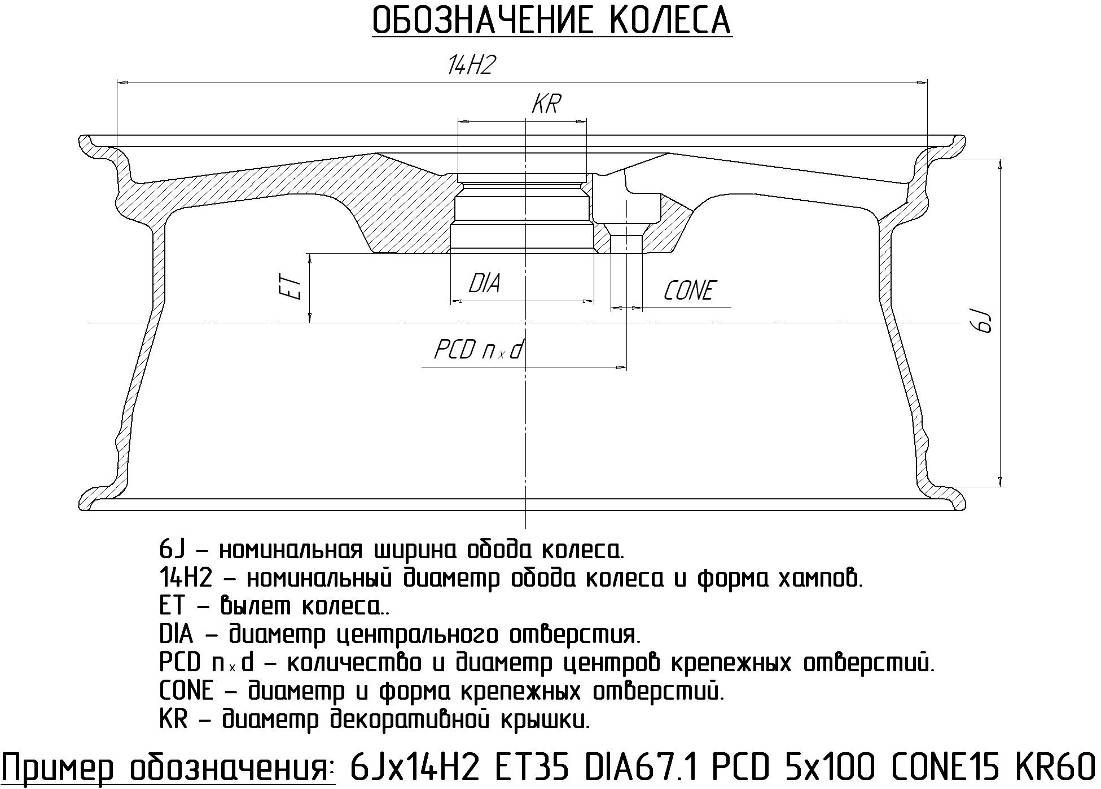 ОБОЗНАЧЕНИЕ КОЛЕСА
14H2
KR
ET
DIA
CONE
6J
PCD n x d
6J – номинальная ширина обода колеса.
14H2 – номинальный диаметр обода колеса и форма хампов.
ET – вылет колеса..
DIA – диаметр центрального отверстия.
PCD n x d – количество и диаметр центров крепежных отверстий.
CONE – диаметр и форма крепежных отверстий.
KR – диаметр декоративной крышки.
Пример обозначения: 6Jx14H2 ET35 DIA67.1 PCD 5x100 CONE15 KR60